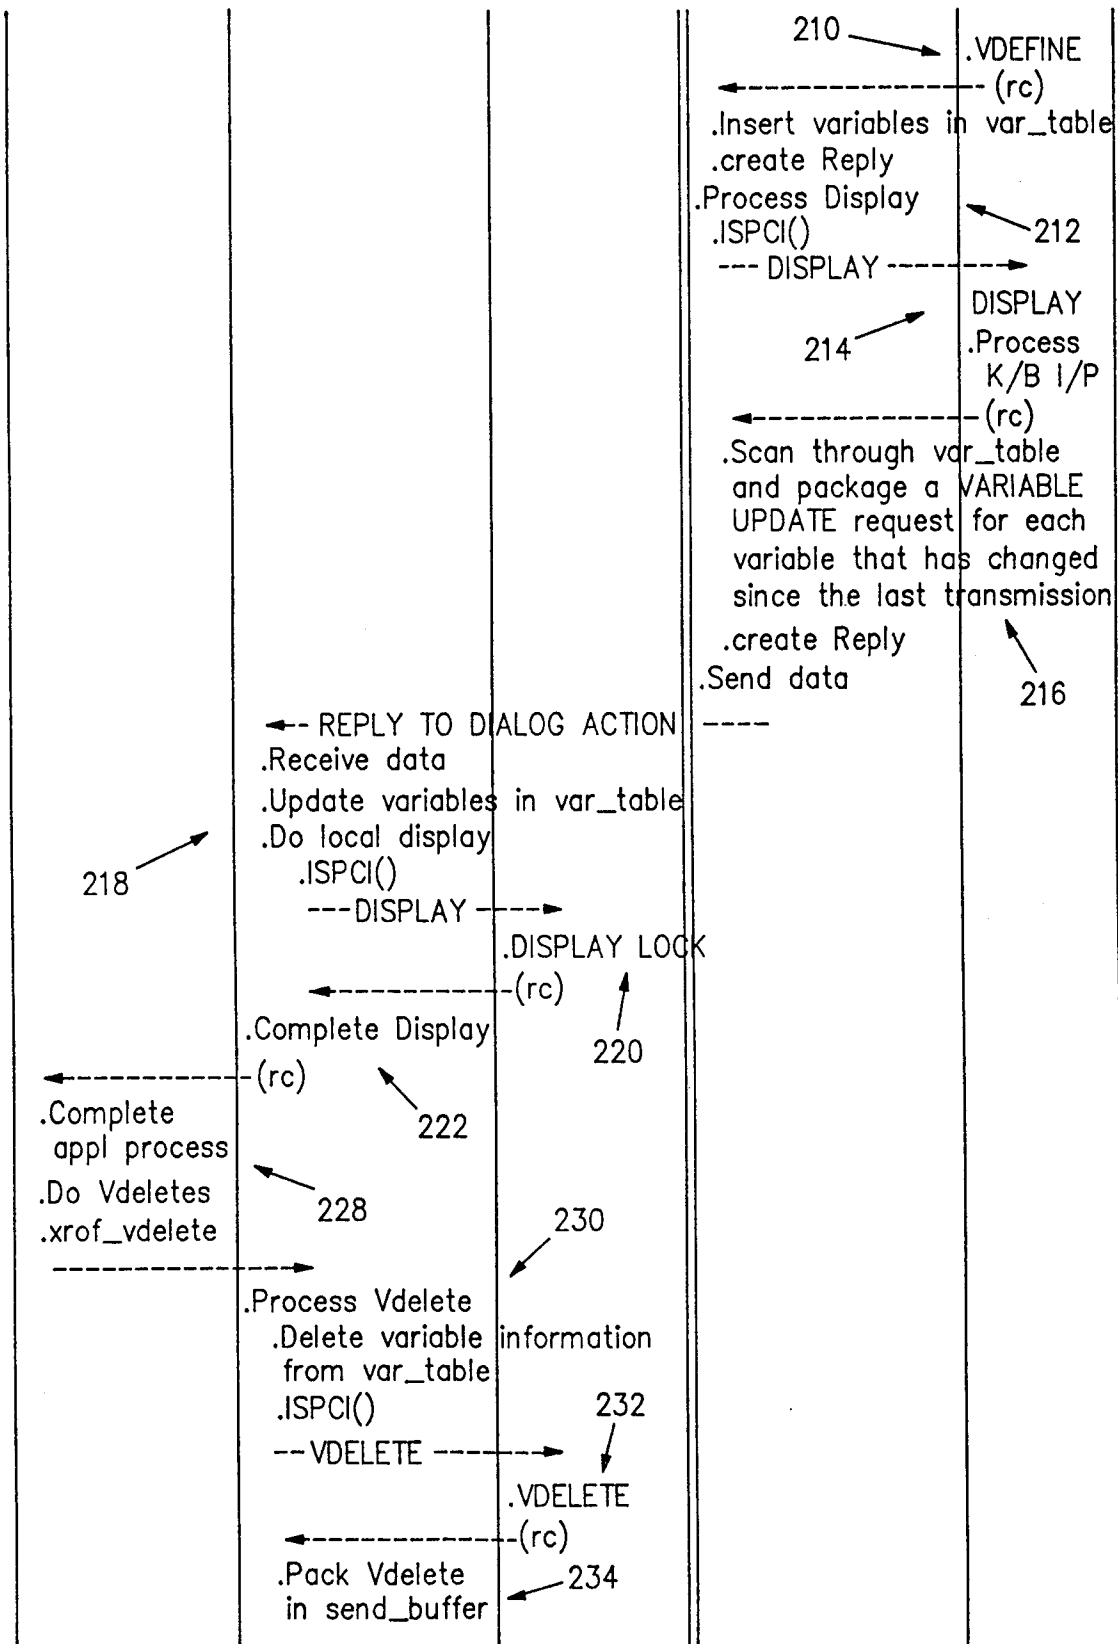 210
.VDEFINE
(rc)
.Insert variables in var_table
.create Reply
.Process Display
.ISPCI()
212
--- DISPLAY
DISPLAY
214
.Process
K/B I/P
(rc)
.Scan through var_table
and package a VARIABLE
UPDATE request for each
variable that has changed
since the last transmission
.create Reply
.Send data
216
REPLY TO DIALOG ACTION
.Receive data
.Update variables in var_table
.Do local display
.ISPCI()
218
---DISPLAY
.DISPLAY LOCK
(rc)
.Complete Display
220
(rc)
.Complete
appl process
222
.Do Vdeletes
228
.xrof_vdelete
230
.Process Vdelete
.Delete variable information
from var_table
.ISPCI()
232
--VDELETE
.VDELETE
(rc)
.Pack Vdelete
in send_buffer
234